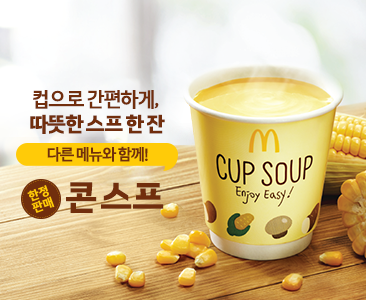 컵으로 간편하게,
따뜻한 스프 한 잔
다른 메뉴와 함께!
한정
판매
콘 스프
CUP SOUP
Enjoy Easy!